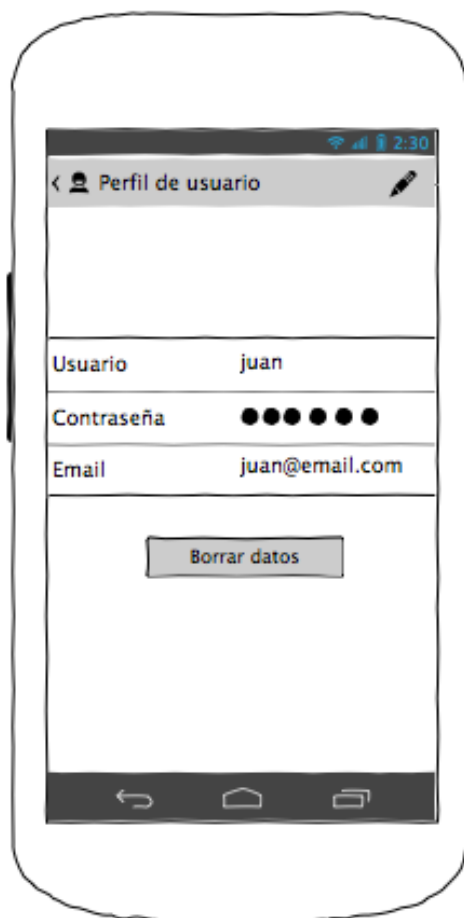 2:30
Perfil de usuario
Usuario juan
Contraseña ●●●●●●
Email juan@email.com
Borrar datos